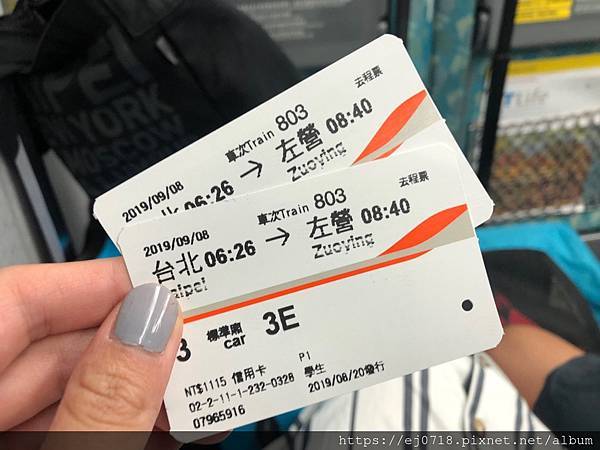 去程票
車次Train 803
2019/09/08
06:26 → 左營 08:40
Zuoying
去程票
車次Train 803
2019/09/08
台北 06:26 → 左營 08:40
Zuoying
3 標準廂 car 3E
NT$1115 信用卡
P1
02-2-11-1-232-0328 學生
07965916 2019/08/20發行
YORK
MOSCOW
Life
https://ej0718.pixnet.net/album